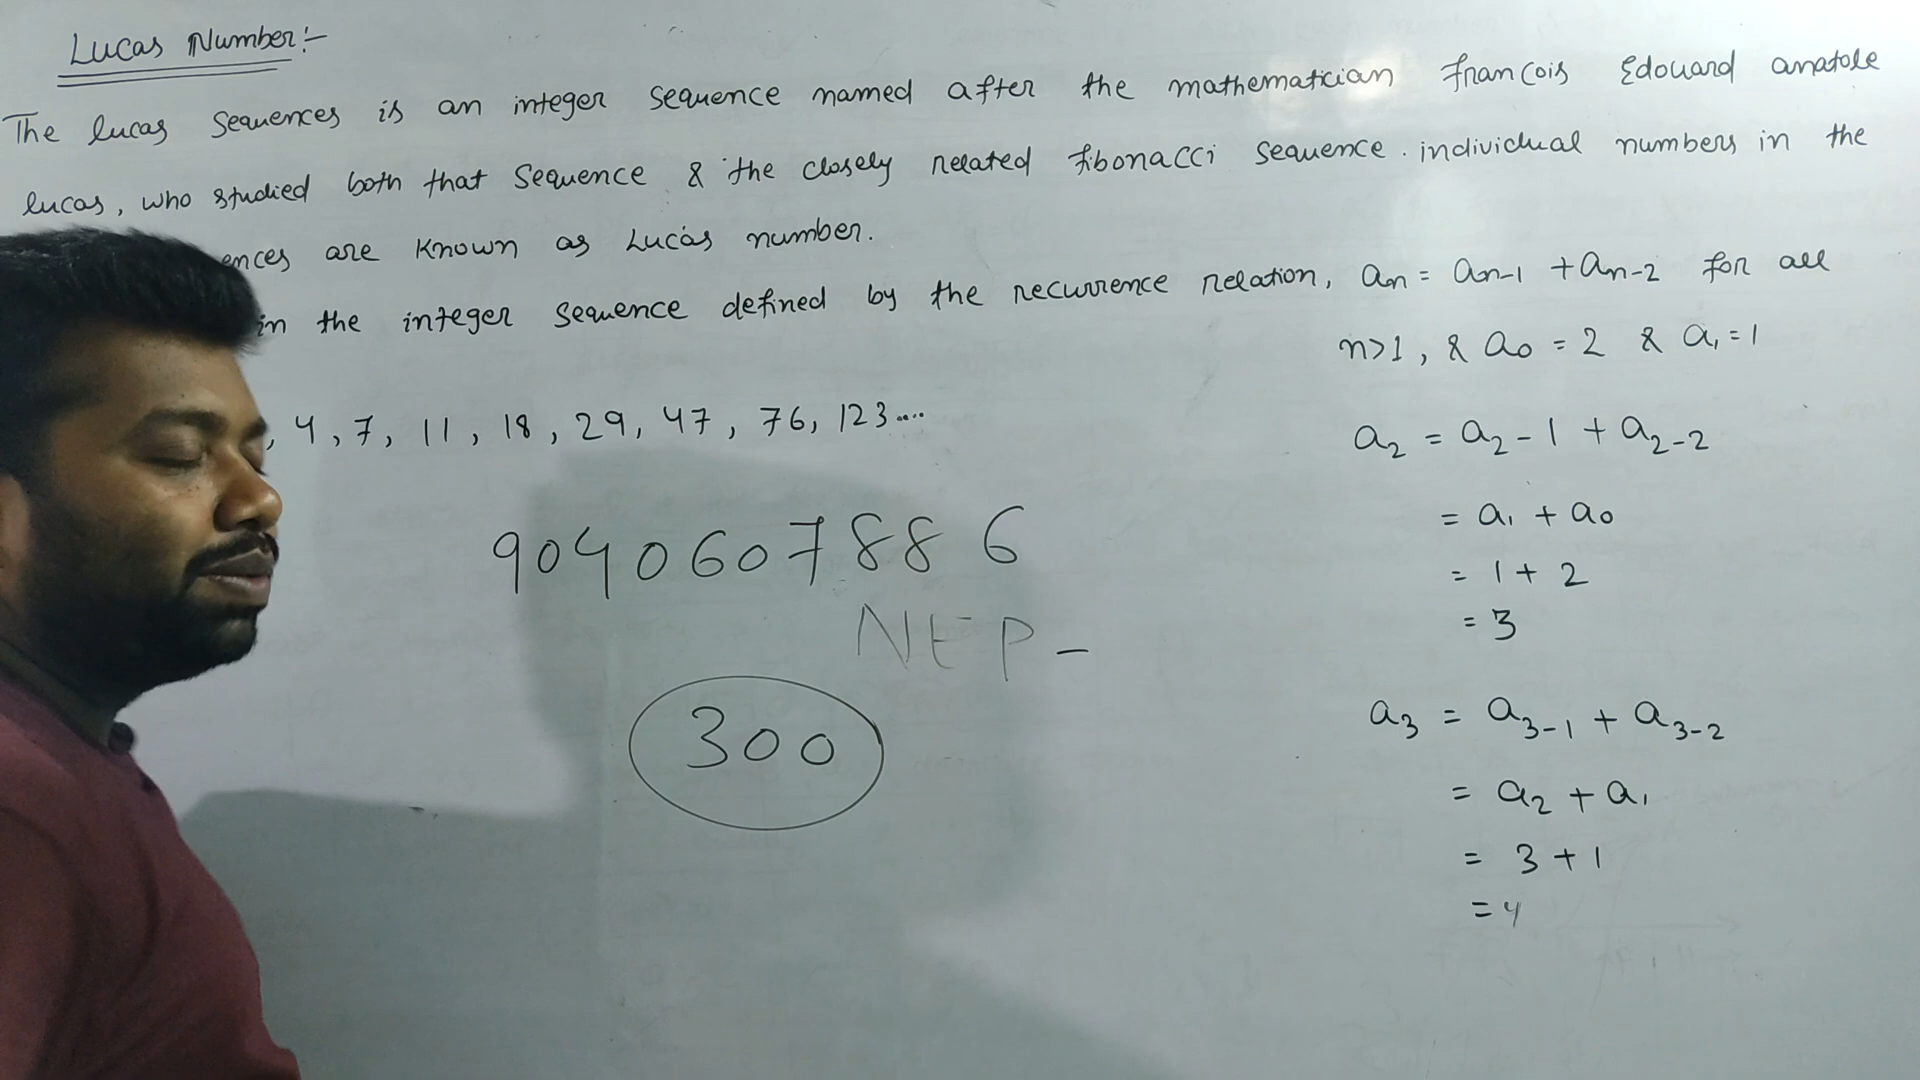 Lucas Number:-
The lucas sequences is an integer sequence named after the mathematician Francois Edouard anatole
lucas, who studied both that sequence & the closely related fibonacci sequence. individual numbers in the
ences are known as Lucas number.
in the integer sequence defined by the recurrence relation, an = an-1 + an-2 for all
n>1, & a0 = 2 & a1 = 1
, 4, 7, 11, 18, 29, 47, 76, 123....
9040607886
NEP -
300
a2 = a2-1 + a2-2
= a1 + a0
= 1 + 2
= 3
a3 = a3-1 + a3-2
= a2 + a1
= 3 + 1
= 4